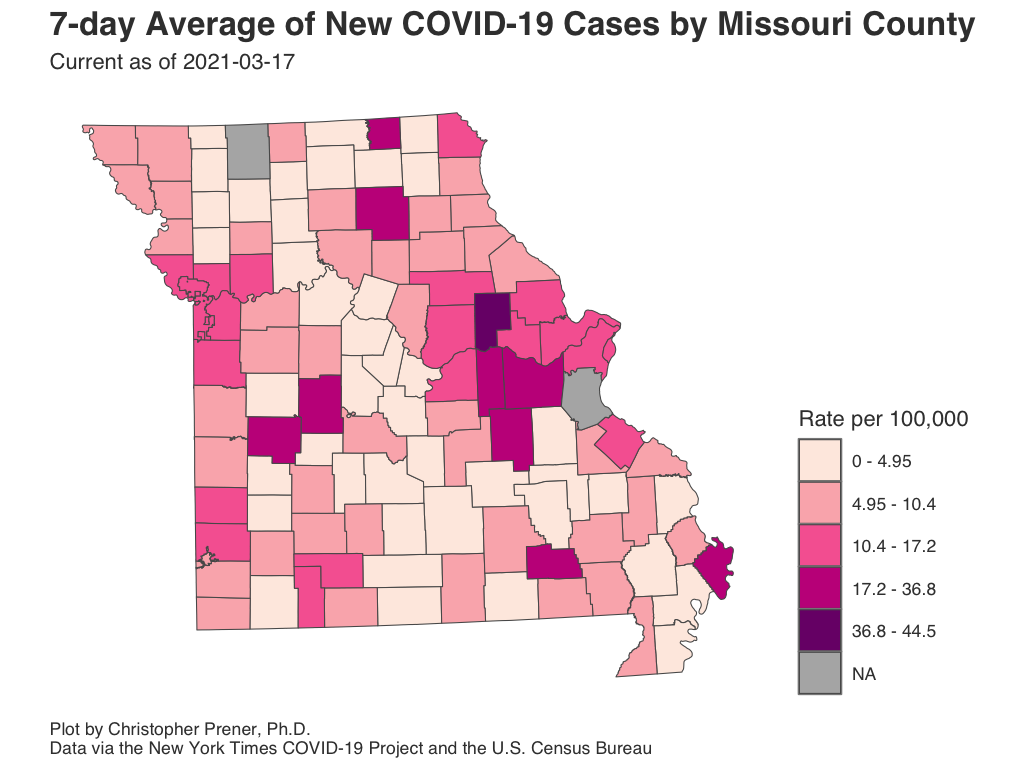 7-day Average of New COVID-19 Cases by Missouri County
Current as of 2021-03-17
Rate per 100,000
0 - 4.95
4.95 - 10.4
10.4 - 17.2
17.2 - 36.8
36.8 - 44.5
NA
Plot by Christopher Prener, Ph.D.
Data via the New York Times COVID-19 Project and the U.S. Census Bureau